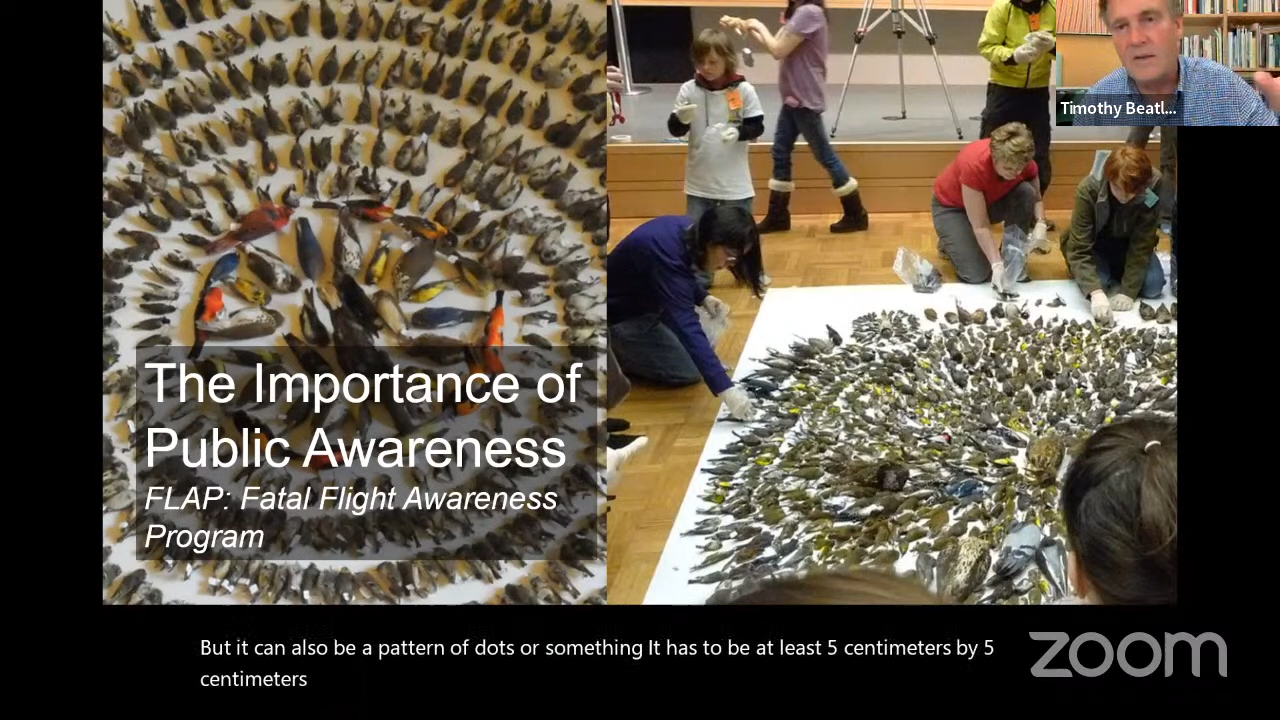 Timothy Beatl...
The Importance of
Public Awareness
FLAP: Fatal Flight Awareness
Program
But it can also be a pattern of dots or something It has to be at least 5 centimeters by 5
centimeters
zoom